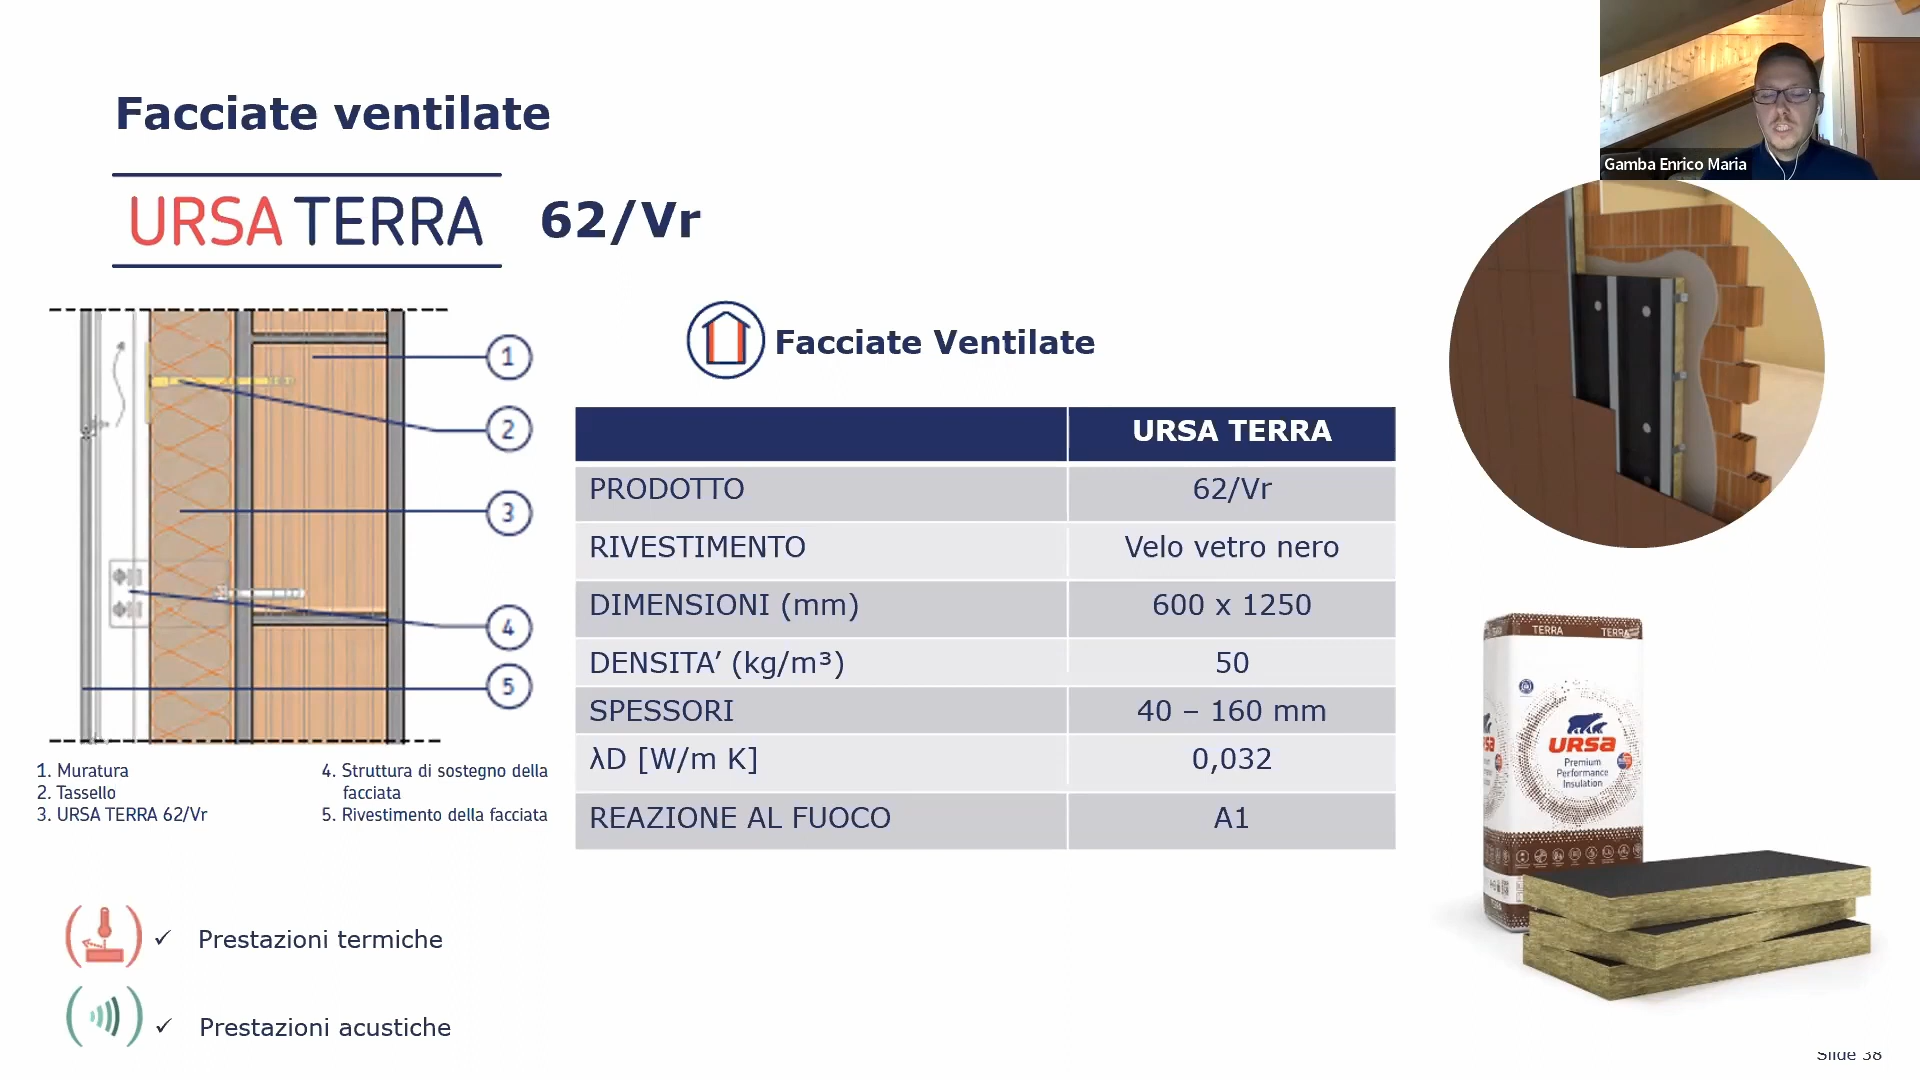 Gamba Enrico Maria
Facciate ventilate
URSA TERRA 62/Vr
1
2
3
4
5
1. Muratura
2. Tassello
3. URSA TERRA 62/Vr
4. Struttura di sostegno della
facciata
5. Rivestimento della facciata
Facciate Ventilate
URSA TERRA
PRODOTTO 62/Vr
RIVESTIMENTO Velo vetro nero
DIMENSIONI (mm) 600 x 1250
DENSITA’ (kg/m³) 50
SPESSORI 40 – 160 mm
λD [W/m K] 0,032
REAZIONE AL FUOCO A1
TERRA TERRA
URSA
Premium
Performance
Insulation
✓ Prestazioni termiche
✓ Prestazioni acustiche
Slide 38